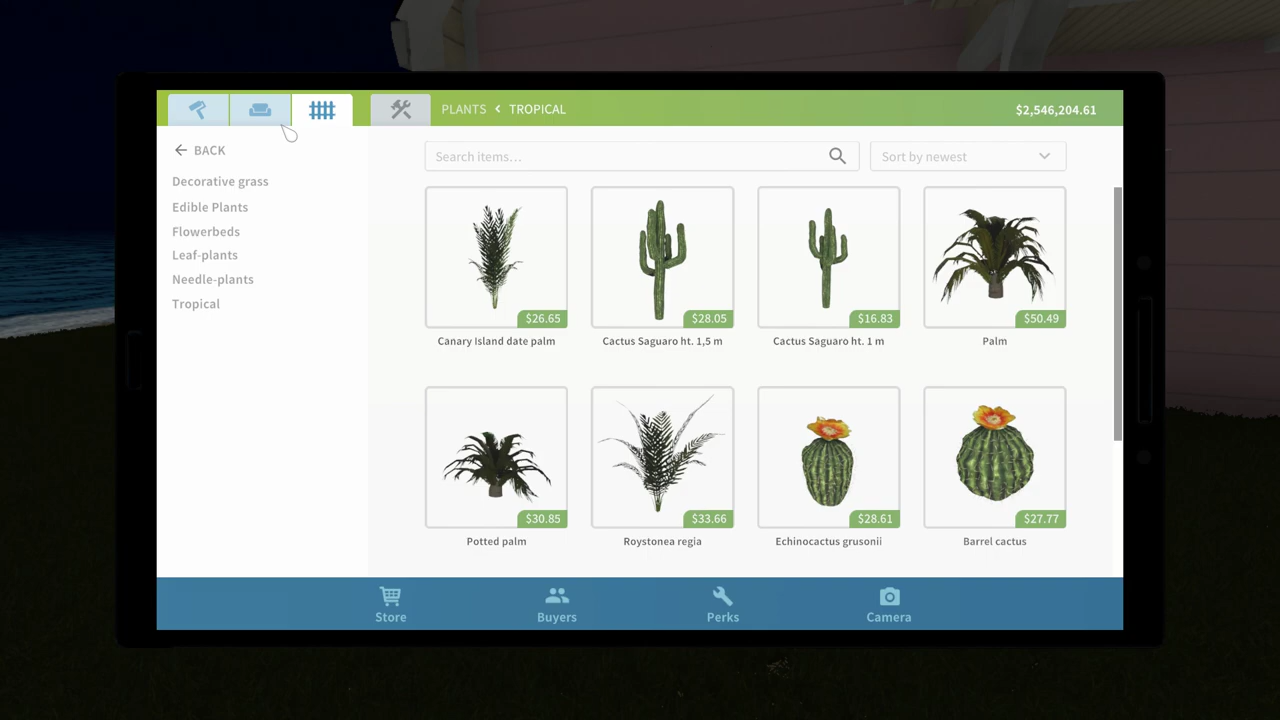 PLANTS < TROPICAL
$2,546,204.61
BACK
Search items...
Sort by newest
Decorative grass
Edible Plants
Flowerbeds
Leaf-plants
Needle-plants
Tropical
$26.65
$28.05
$16.83
$50.49
Canary Island date palm
Cactus Saguaro ht. 1,5 m
Cactus Saguaro ht. 1 m
Palm
$30.85
$33.66
$28.61
$27.77
Potted palm
Roystonea regia
Echinocactus grusonii
Barrel cactus
Store
Buyers
Perks
Camera